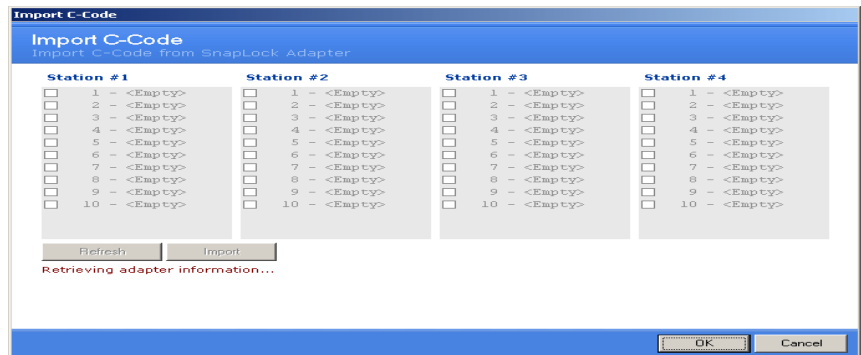 Import C-Code
Import C-Code
Import C-Code from SnapLock Adapter
Station #1 Station #2 Station #3 Station #4
1 - <Empty> 1 - <Empty> 1 - <Empty> 1 - <Empty>
2 - <Empty> 2 - <Empty> 2 - <Empty> 2 - <Empty>
3 - <Empty> 3 - <Empty> 3 - <Empty> 3 - <Empty>
4 - <Empty> 4 - <Empty> 4 - <Empty> 4 - <Empty>
5 - <Empty> 5 - <Empty> 5 - <Empty> 5 - <Empty>
6 - <Empty> 6 - <Empty> 6 - <Empty> 6 - <Empty>
7 - <Empty> 7 - <Empty> 7 - <Empty> 7 - <Empty>
8 - <Empty> 8 - <Empty> 8 - <Empty> 8 - <Empty>
9 - <Empty> 9 - <Empty> 9 - <Empty> 9 - <Empty>
10 - <Empty> 10 - <Empty> 10 - <Empty> 10 - <Empty>
Refresh Import
Retrieving adapter information...
OK Cancel